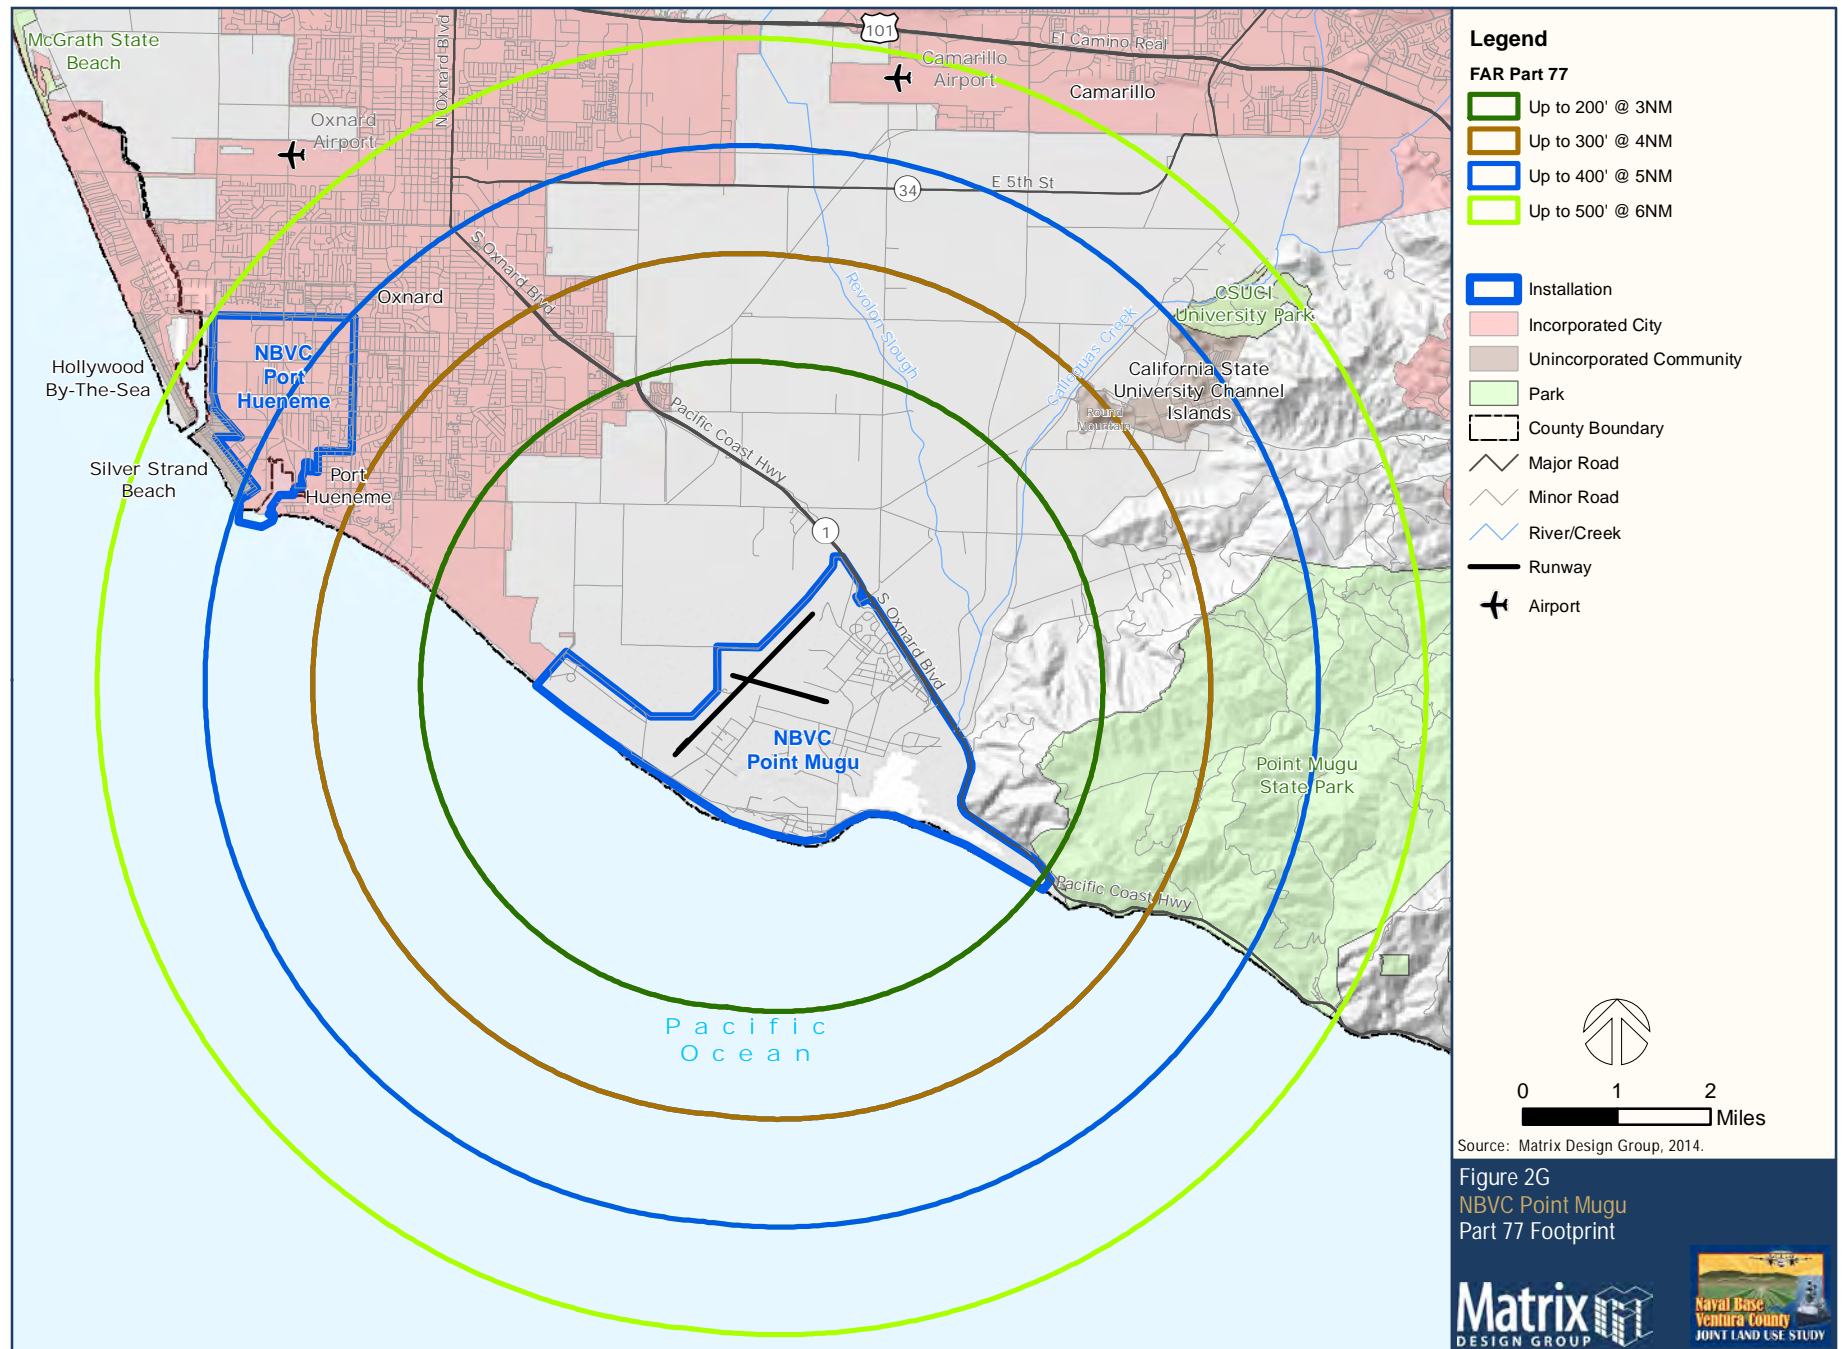 McGrath State
Beach
N Oxnard Blvd
101
El Camino Real
Camarillo
Airport
Camarillo
Oxnard
Airport
34
E 5th St
S Oxnard Blvd
Oxnard
Revolon Slough
Calleguas Creek
CSUCI
University Park
NBVC
Port
Hueneme
Hollywood
By-The-Sea
California State
University Channel
Islands
Round
Mountain
Pacific Coast Hwy
Silver Strand
Beach
Port
Hueneme
1
S Oxnard Blvd
NBVC
Point Mugu
Point Mugu
State Park
Pacific Coast Hwy
Pacific
Ocean
Legend
FAR Part 77
Up to 200' @ 3NM
Up to 300' @ 4NM
Up to 400' @ 5NM
Up to 500' @ 6NM
Installation
Incorporated City
Unincorporated Community
Park
County Boundary
Major Road
Minor Road
River/Creek
Runway
Airport
0 1 2
Miles
Source: Matrix Design Group, 2014.
Figure 2G
NBVC Point Mugu
Part 77 Footprint
Matrix
DESIGN GROUP
Naval Base
Ventura County
JOINT LAND USE STUDY